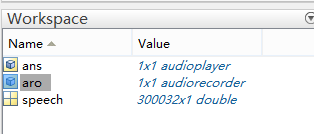 Workspace
Name Value
ans 1x1 audioplayer
aro 1x1 audiorecorder
speech 300032x1 double